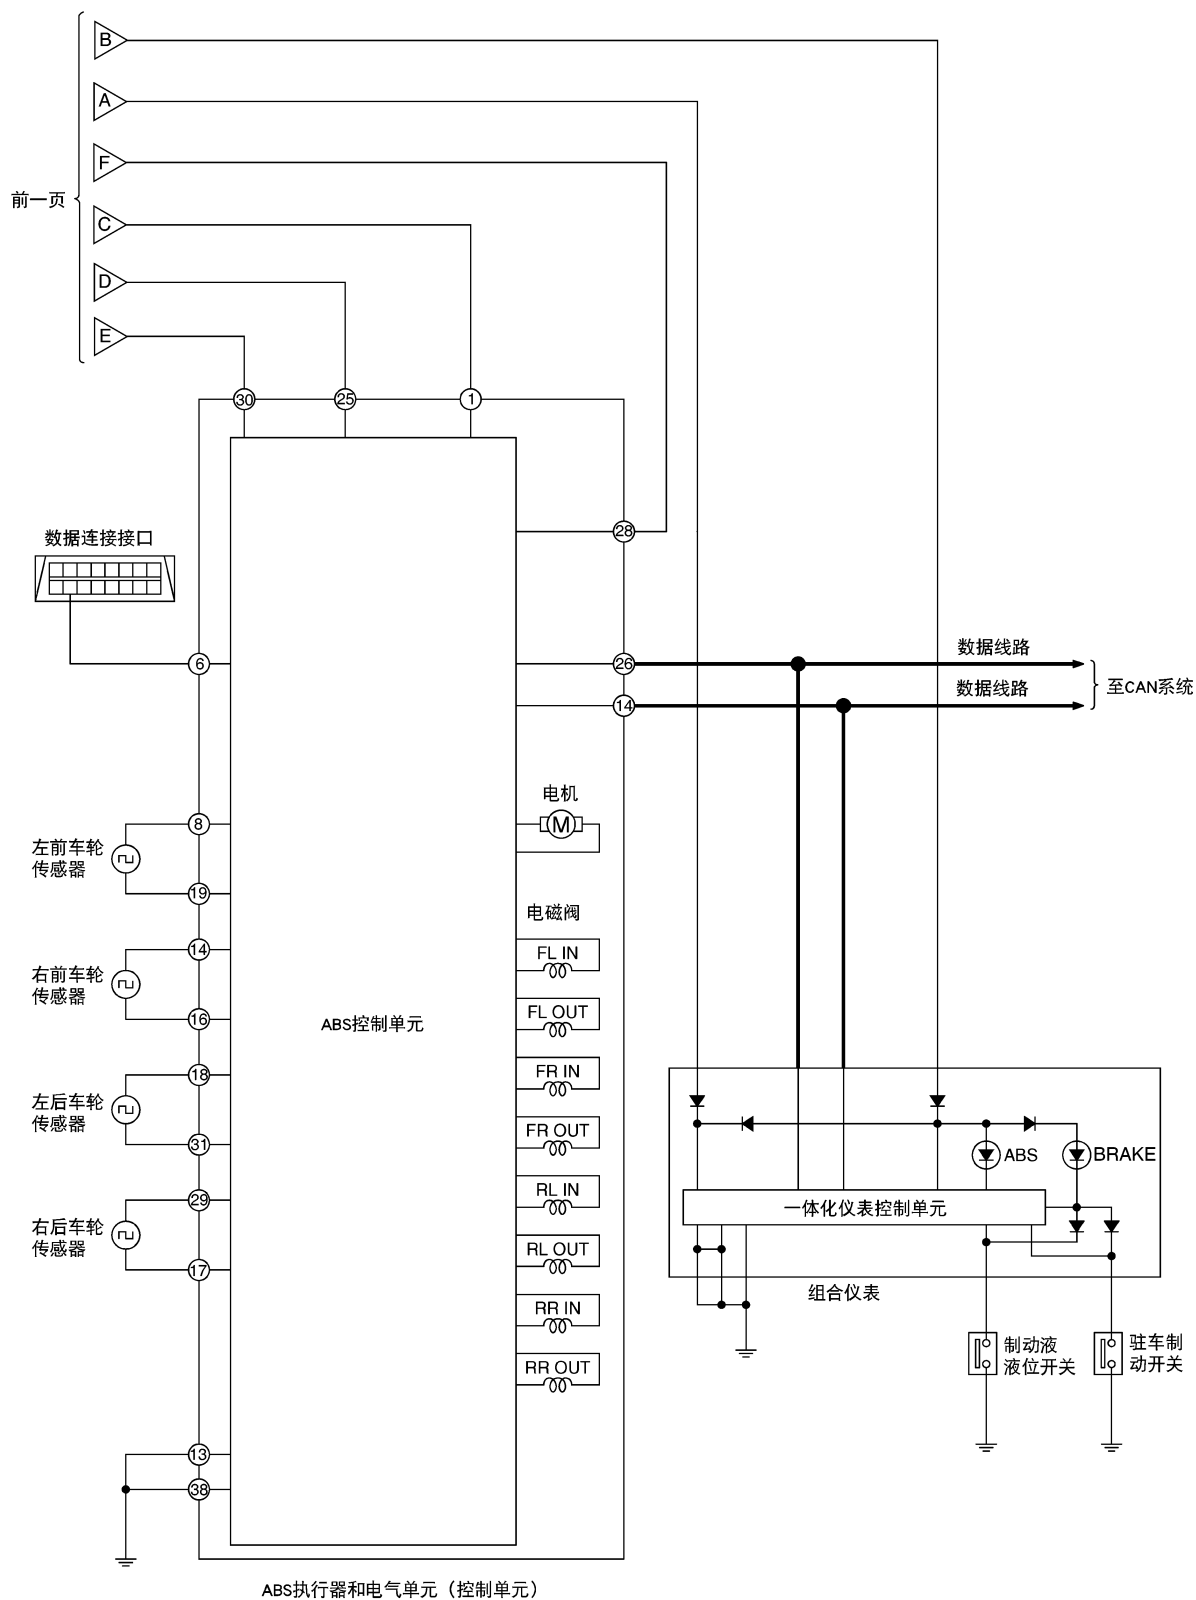 B
A
F
前一页
C
D
E
30
25
1
28
数据连接接口
6
26
数据线路
14
数据线路
至CAN系统
电机
M
8
左前车轮
传感器
19
电磁阀
14
FL IN
右前车轮
传感器
16
FL OUT
ABS控制单元
18
FR IN
左后车轮
传感器
31
FR OUT
29
RL IN
右后车轮
传感器
17
RL OUT
RR IN
RR OUT
ABS
BRAKE
一体化仪表控制单元
组合仪表
制动液
液位开关
驻车制
动开关
13
38
ABS执行器和电气单元（控制单元）